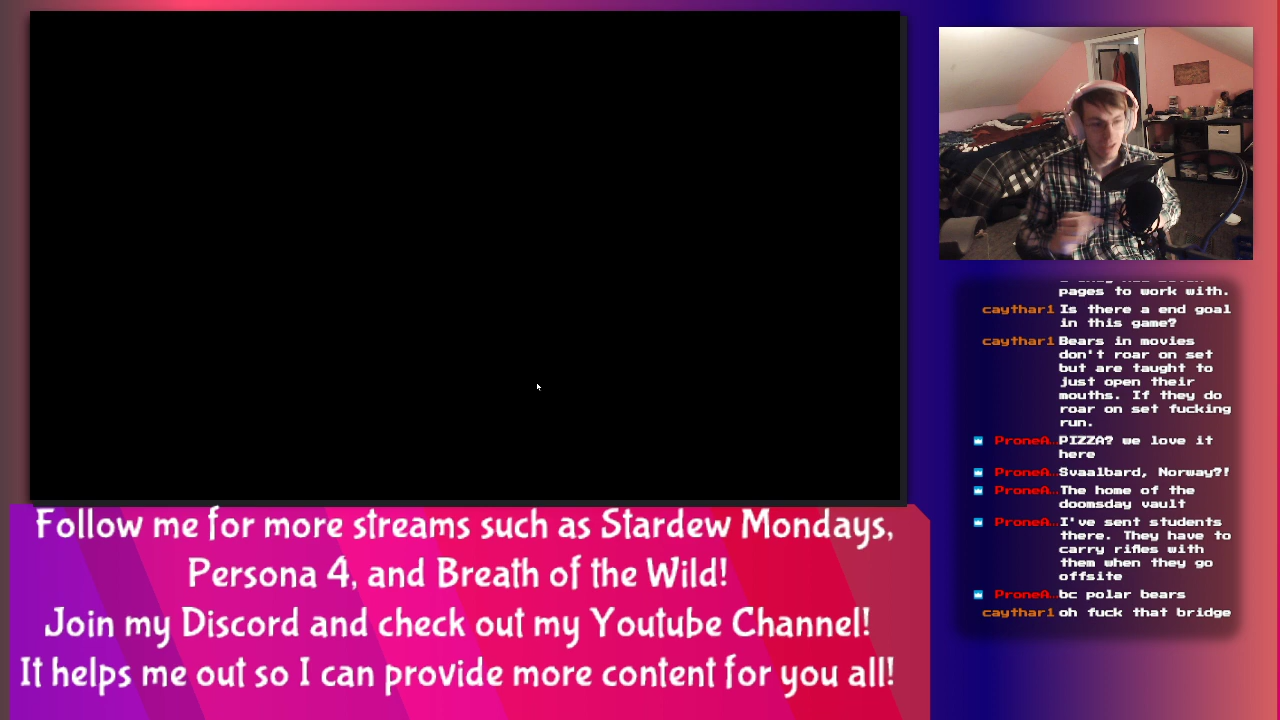 pages to work with.
caythar1 Is there a end goal
in this game?
caythar1 Bears in movies
don't roar on set
but are taught to
just open their
mouths. If they do
roar on set fucking
run.
ProneA.. PIZZA? we love it
here
ProneA.. Svaalbard, Norway?!
ProneA.. The home of the
doomsday vault
ProneA.. I've sent students
there. They have to
carry rifles with
them when they go
offsite
ProneA.. bc polar bears
caythar1 oh fuck that bridge
Follow me for more streams such as Stardew Mondays,
Persona 4, and Breath of the Wild!
Join my Discord and check out my Youtube Channel!
It helps me out so I can provide more content for you all!